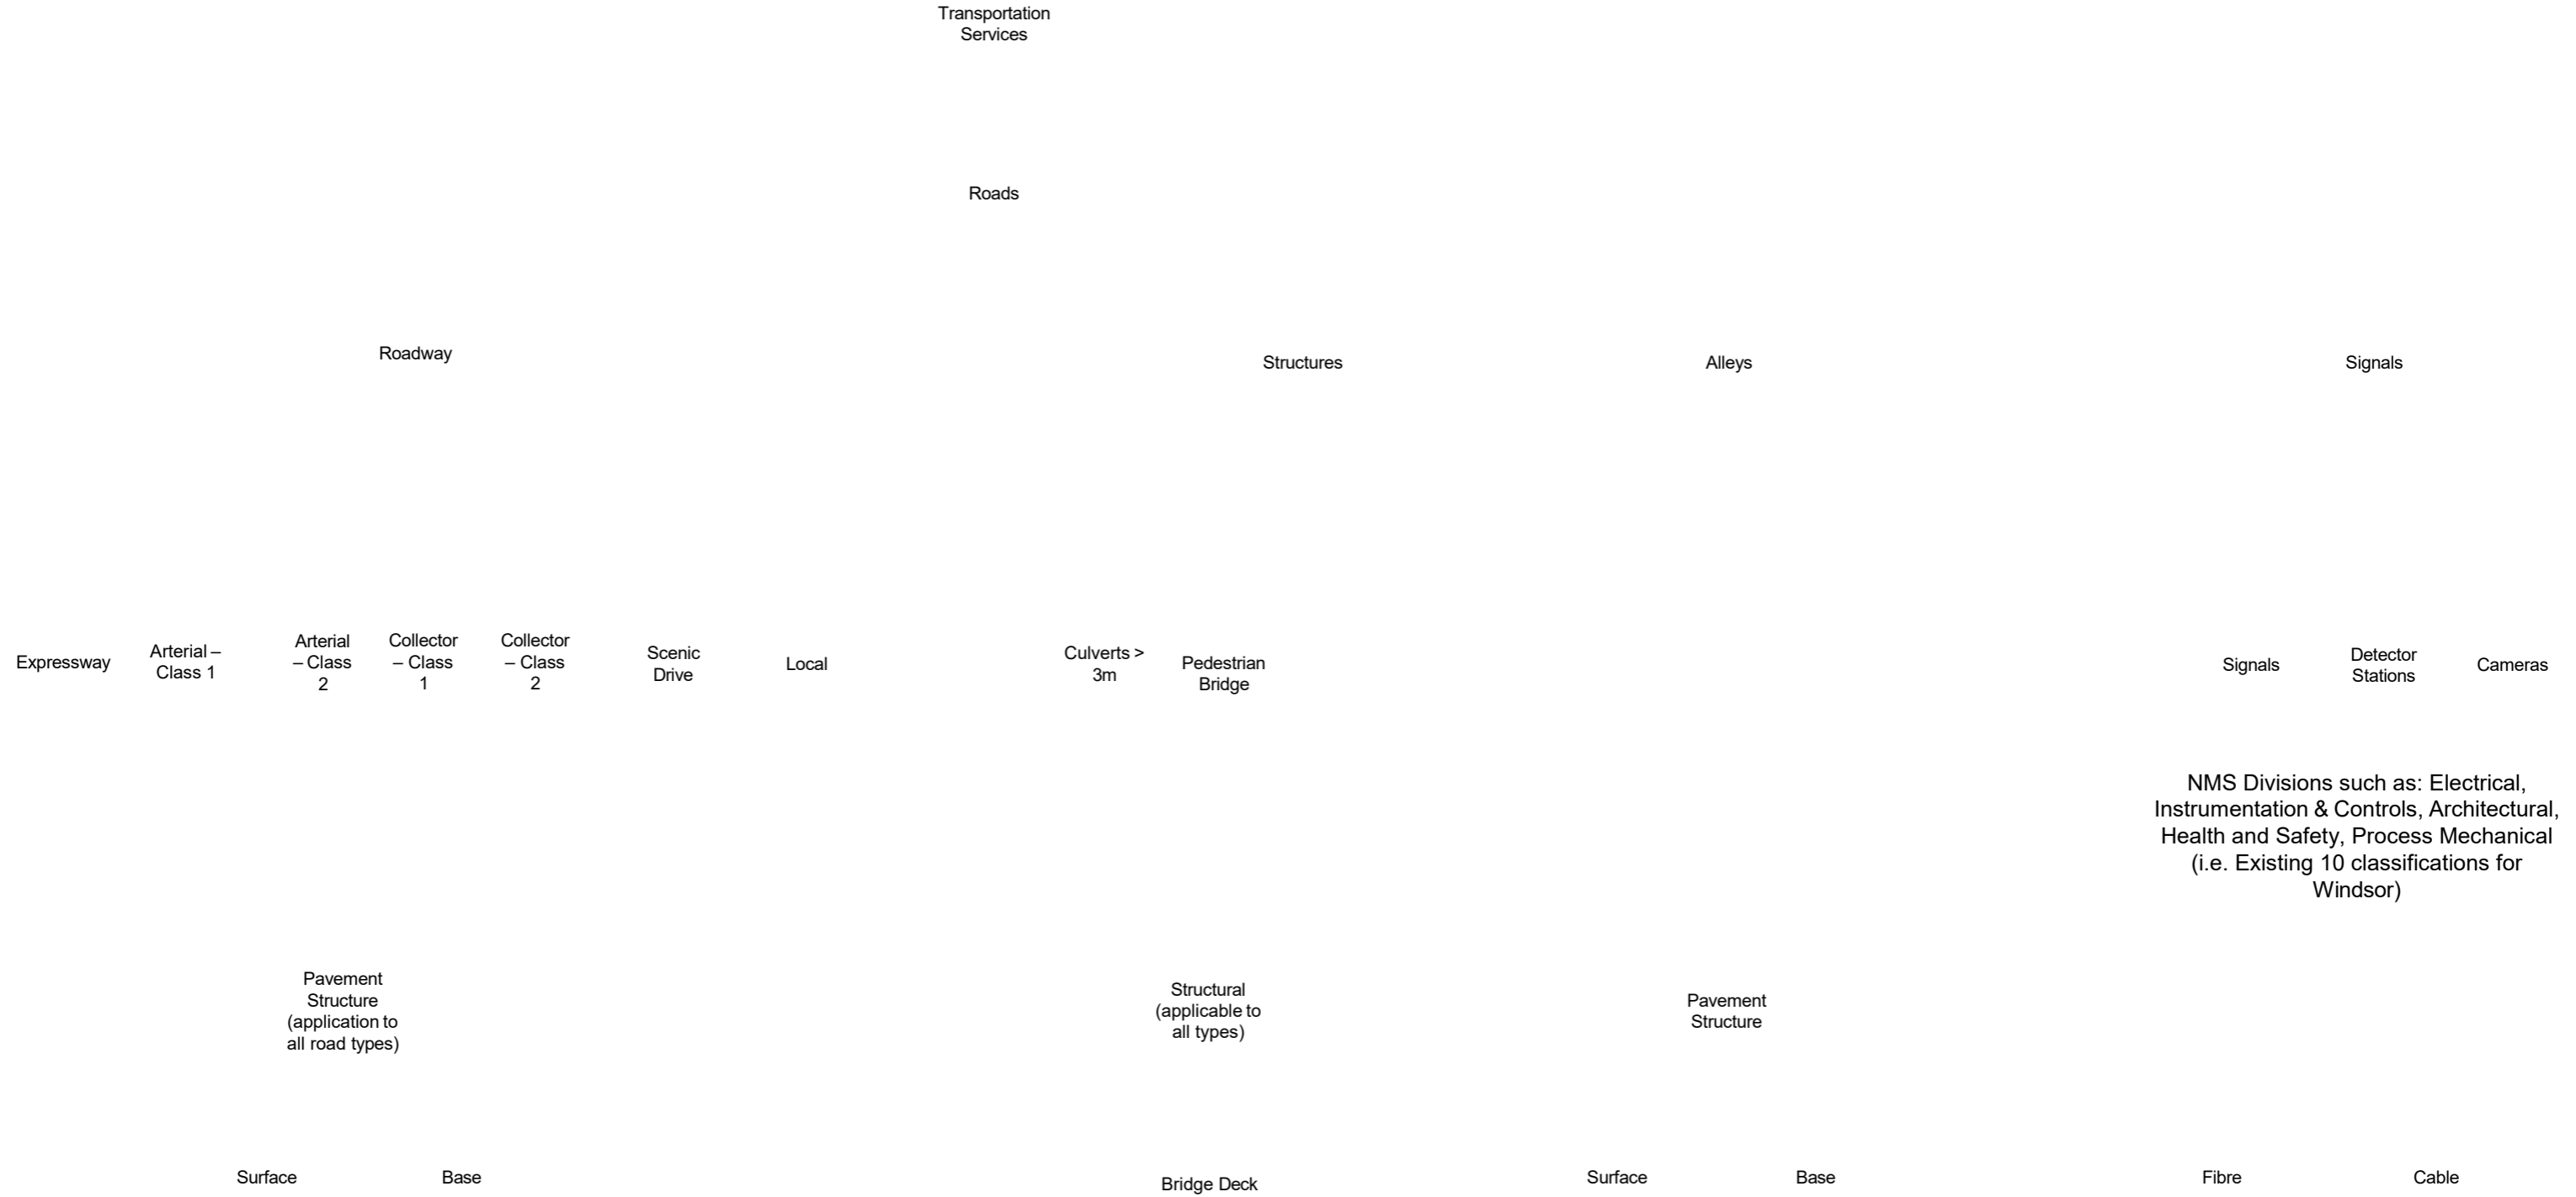 Transportation
Services
Roads
Roadway
Structures
Alleys
Signals
Expressway
Arterial –
Class 1
Arterial
– Class
2
Collector
– Class
1
Collector
– Class
2
Scenic
Drive
Local
Culverts >
3m
Pedestrian
Bridge
Signals
Detector
Stations
Cameras
NMS Divisions such as: Electrical,
Instrumentation & Controls, Architectural,
Health and Safety, Process Mechanical
(i.e. Existing 10 classifications for
Windsor)
Pavement
Structure
(application to
all road types)
Structural
(applicable to
all types)
Pavement
Structure
Surface
Base
Bridge Deck
Surface
Base
Fibre
Cable